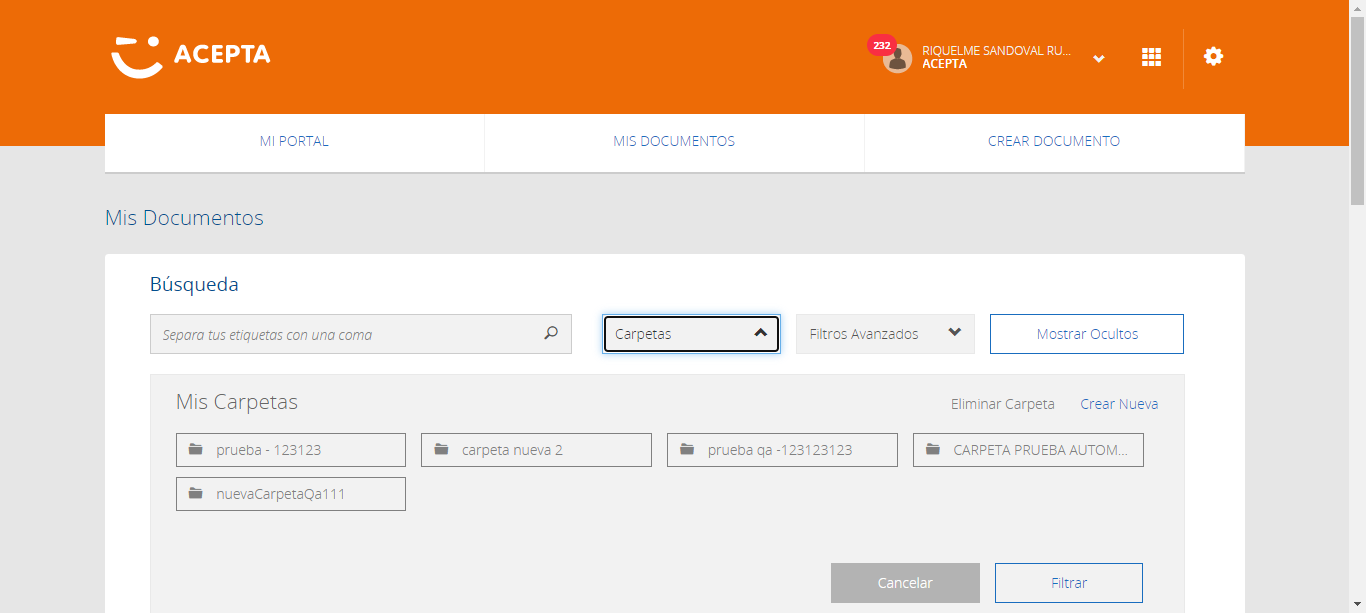 ACEPTA
232
RIQUELME SANDOVAL RU...
ACEPTA
MI PORTAL
MIS DOCUMENTOS
CREAR DOCUMENTO
Mis Documentos
Búsqueda
Separa tus etiquetas con una coma
Carpetas
Filtros Avanzados
Mostrar Ocultos
Mis Carpetas
Eliminar Carpeta
Crear Nueva
prueba - 123123
carpeta nueva 2
prueba qa -123123123
CARPETA PRUEBA AUTOM...
nuevaCarpetaQa111
Cancelar
Filtrar